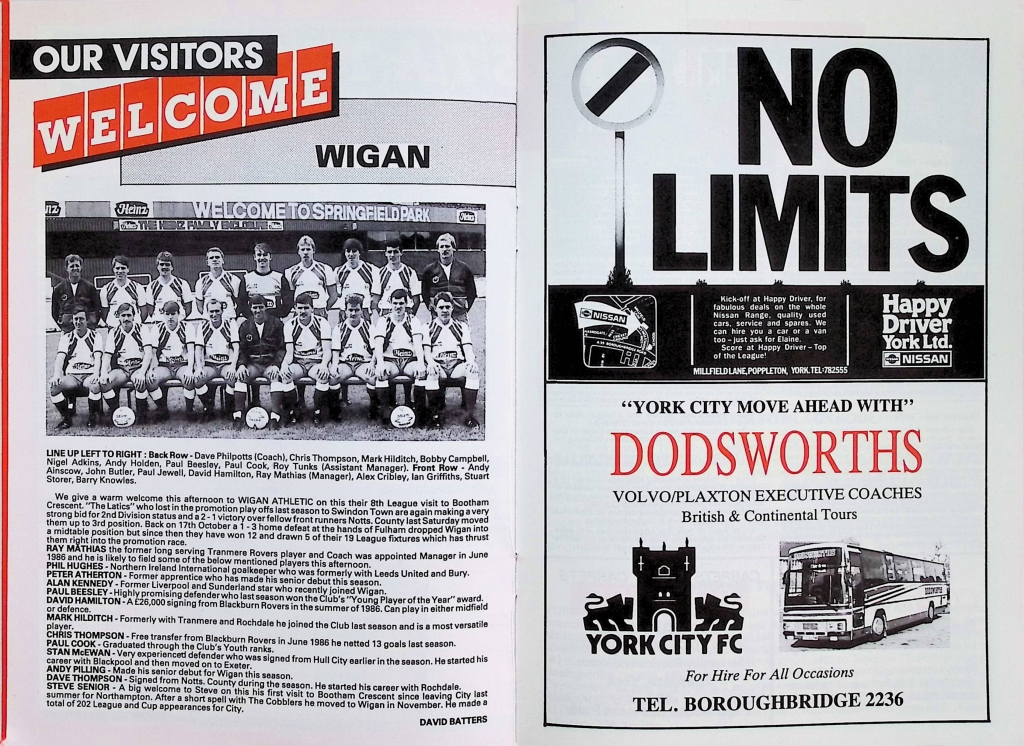 OUR VISITORS
WELCOME
WIGAN
Heinz
WELCOME TO SPRINGFIELD PARK
Heinz
THE HEINZ FAMILY ENCLOSURE
Heinz
LINE UP LEFT TO RIGHT : Back Row - Dave Philpotts (Coach), Chris Thompson, Mark Hilditch, Bobby Campbell,
Nigel Adkins, Andy Holden, Paul Beesley, Paul Cook, Roy Tunks (Assistant Manager). Front Row - Andy
Ainscow, John Butler, Paul Jewell, David Hamilton, Ray Mathias (Manager), Alex Cribley, Ian Griffiths, Stuart
Storer, Barry Knowles.
We give a warm welcome this afternoon to WIGAN ATHLETIC on this their 8th League visit to Bootham
Crescent. "The Latics" who lost in the promotion play offs last season to Swindon Town are again making a very
strong bid for 2nd Division status and a 2 - 1 victory over fellow front runners Notts. County last Saturday moved
them up to 3rd position. Back on 17th October a 1 - 3 home defeat at the hands of Fulham dropped Wigan into
a midtable position but since then they have won 12 and drawn 5 of their 19 League fixtures which has thrust
them right into the promotion race.
RAY MATHIAS the former long serving Tranmere Rovers player and Coach was appointed Manager in June
1986 and he is likely to field some of the below mentioned players this afternoon.
PHIL HUGHES - Northern Ireland International goalkeeper who was formerly with Leeds United and Bury.
PETER ATHERTON - Former apprentice who has made his senior debut this season.
ALAN KENNEDY - Former Liverpool and Sunderland star who recently joined Wigan.
PAUL BEESLEY - Highly promising defender who last season won the Club's "Young Player of the Year" award.
DAVID HAMILTON - A £26,000 signing from Blackburn Rovers in the summer of 1986. Can play in either midfield
or defence.
MARK HILDITCH - Formerly with Tranmere and Rochdale he joined the Club last season and is a most versatile
player.
CHRIS THOMPSON - Free transfer from Blackburn Rovers in June 1986 he netted 13 goals last season.
PAUL COOK - Graduated through the Club's Youth ranks.
STAN McEWAN - Very experienced defender who was signed from Hull City earlier in the season. He started his
career with Blackpool and then moved on to Exeter.
ANDY PILLING - Made his senior debut for Wigan this season.
DAVE THOMPSON - Signed from Notts. County during the season. He started his career with Rochdale.
STEVE SENIOR - A big welcome to Steve on this his first visit to Bootham Crescent since leaving City last
summer for Northampton. After a short spell with The Cobblers he moved to Wigan in November. He made a
total of 202 League and Cup appearances for City.
DAVID BATTERS
NO
LIMITS
NISSAN
Kick-off at Happy Driver, for
fabulous deals on the whole
Nissan Range, quality used
cars, service and spares. We
can hire you a car or a van
too - just ask for Elaine.
Score at Happy Driver - Top
of the League!
Happy
Driver
York Ltd.
NISSAN
MILLFIELD LANE, POPPLETON, YORK. TEL: 782555
"YORK CITY MOVE AHEAD WITH"
DODSWORTHS
VOLVO/PLAXTON EXECUTIVE COACHES
British & Continental Tours
YORK CITY FC
DODSWORTH
For Hire For All Occasions
TEL. BOROUGHBRIDGE 2236